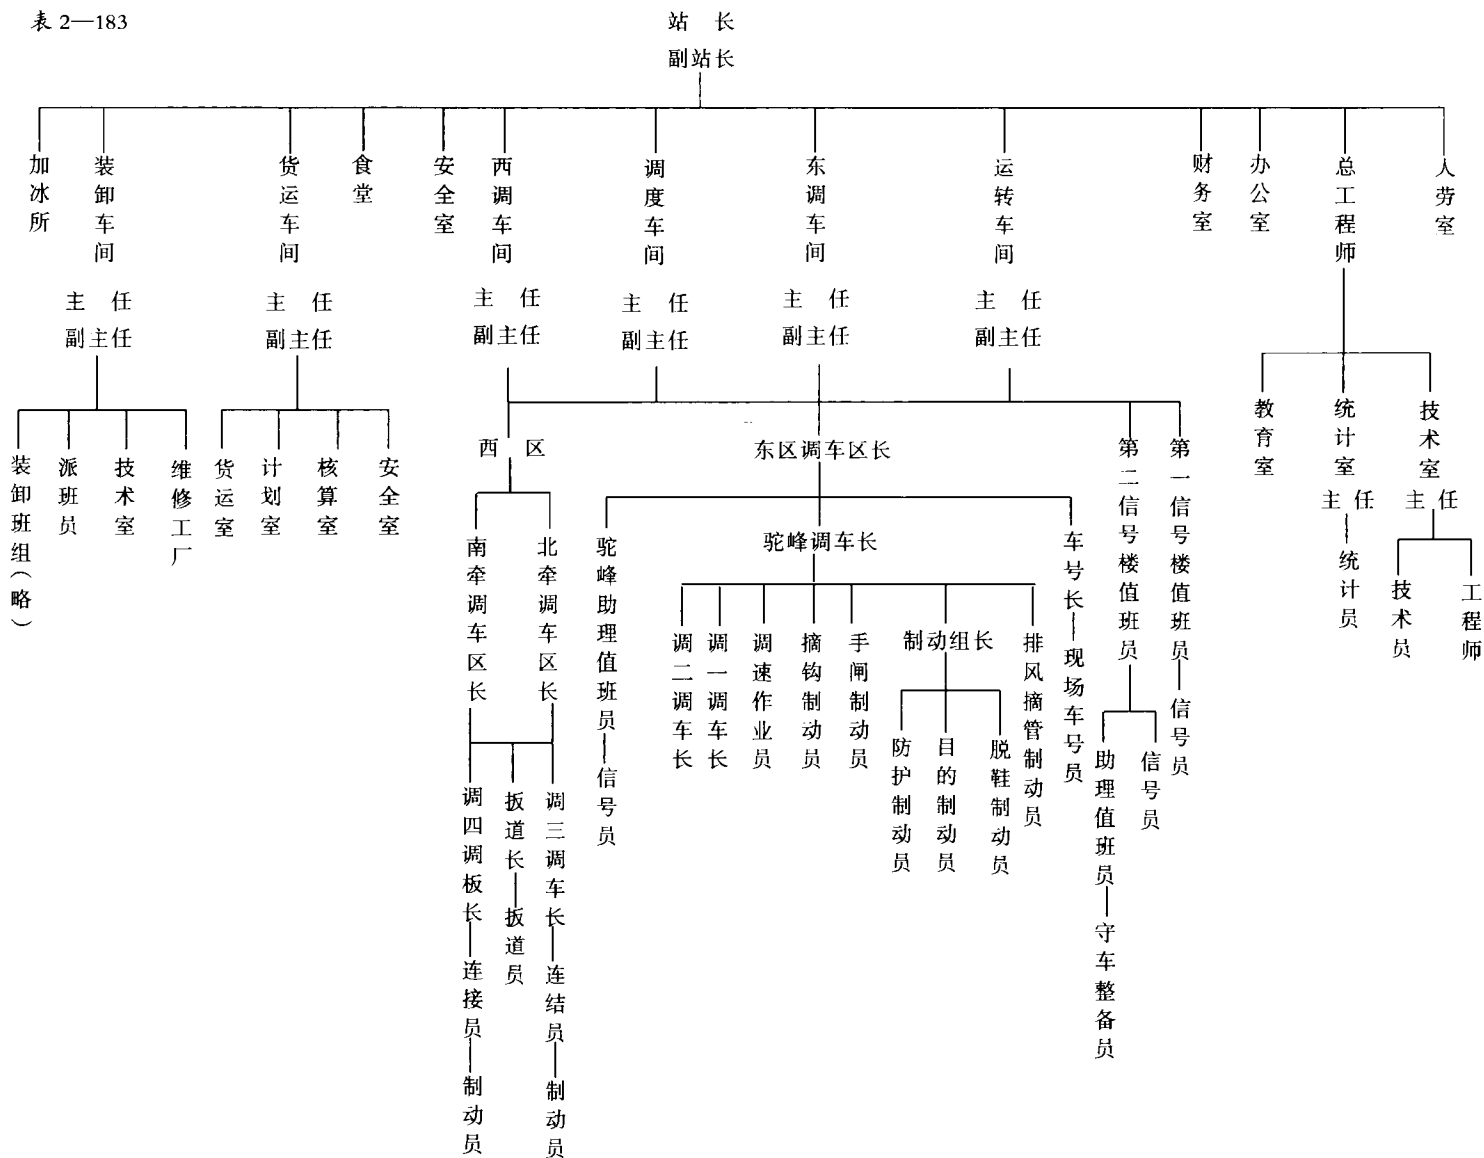 表2—183
站 长
副站长
加冰所
装卸车间
货运车间
食堂
安全室
西调车间
调度车间
东调车间
运转车间
财务室
办公室
总工程师
人劳室
主 任
副主任
主 任
副主任
主 任
副主任
主 任
副主任
主 任
副主任
主 任
副主任
装卸班组(略)
派班员
技术室
维修工厂
货运室
计划室
核算室
安全室
西 区
东区调车区长
第二信号楼值班员
第一信号楼值班员
信号员
教育室
统计室
主 任
统计员
技术室
主 任
技术员
工程师
南牵调车区长
北牵调车区长
驼峰助理值班员
信号员
驼峰调车长
车号长
现场车号员
调二调车长
调一调车长
调速作业员
摘钩制动员
手闸制动员
制动组长
排风摘管制动员
防护制动员
目的制动员
脱鞋制动员
助理值班员
守车整备员
信号员
调四调板长
连接员
制动员
扳道长
扳道员
调三调车长
连结员
制动员